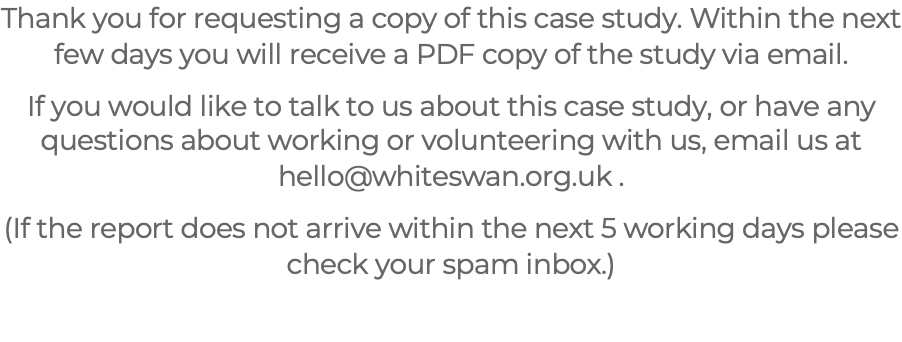 Thank you for requesting a copy of this case study. Within the next
few days you will receive a PDF copy of the study via email.
If you would like to talk to us about this case study, or have any
questions about working or volunteering with us, email us at
hello@whiteswan.org.uk .
(If the report does not arrive within the next 5 working days please
check your spam inbox.)